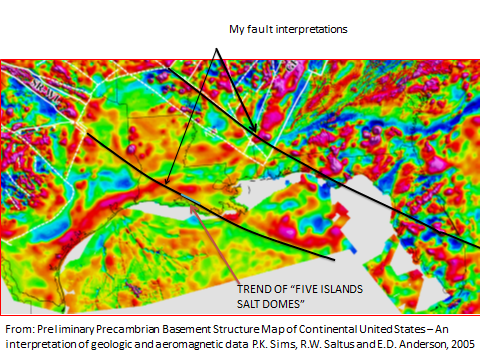 My fault interpretations
TREND OF “FIVE ISLANDS
SALT DOMES”
From: Preliminary Precambrian Basement Structure Map of Continental United States – An
interpretation of geologic and aeromagnetic data P.K. Sims, R.W. Saltus and E.D. Anderson, 2005